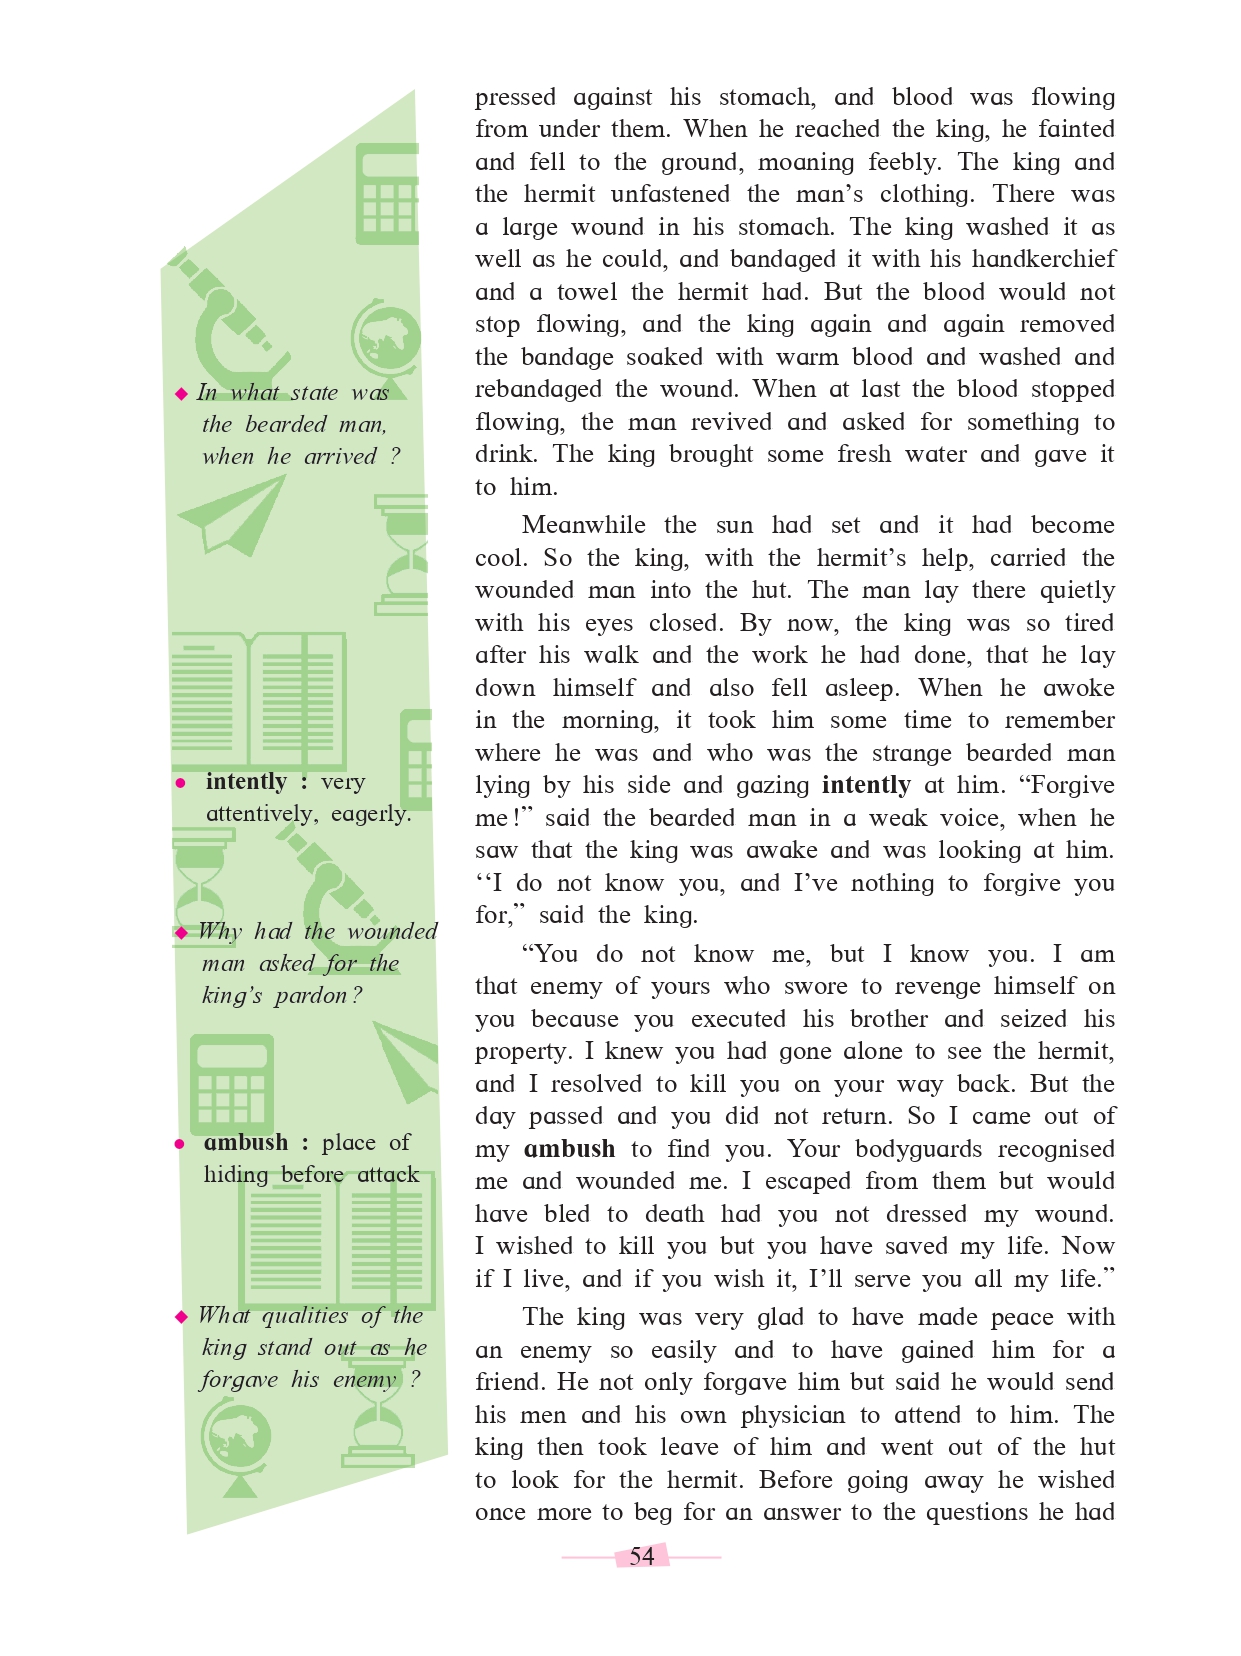 pressed against his stomach, and blood was flowing
from under them. When he reached the king, he fainted
and fell to the ground, moaning feebly. The king and
the hermit unfastened the man’s clothing. There was
a large wound in his stomach. The king washed it as
well as he could, and bandaged it with his handkerchief
and a towel the hermit had. But the blood would not
stop flowing, and the king again and again removed
the bandage soaked with warm blood and washed and
rebandaged the wound. When at last the blood stopped
flowing, the man revived and asked for something to
drink. The king brought some fresh water and gave it
to him.
Meanwhile the sun had set and it had become
cool. So the king, with the hermit’s help, carried the
wounded man into the hut. The man lay there quietly
with his eyes closed. By now, the king was so tired
after his walk and the work he had done, that he lay
down himself and also fell asleep. When he awoke
in the morning, it took him some time to remember
where he was and who was the strange bearded man
lying by his side and gazing intently at him. “Forgive
me!” said the bearded man in a weak voice, when he
saw that the king was awake and was looking at him.
‘‘I do not know you, and I’ve nothing to forgive you
for,” said the king.
“You do not know me, but I know you. I am
that enemy of yours who swore to revenge himself on
you because you executed his brother and seized his
property. I knew you had gone alone to see the hermit,
and I resolved to kill you on your way back. But the
day passed and you did not return. So I came out of
my ambush to find you. Your bodyguards recognised
me and wounded me. I escaped from them but would
have bled to death had you not dressed my wound.
I wished to kill you but you have saved my life. Now
if I live, and if you wish it, I’ll serve you all my life.”
The king was very glad to have made peace with
an enemy so easily and to have gained him for a
friend. He not only forgave him but said he would send
his men and his own physician to attend to him. The
king then took leave of him and went out of the hut
to look for the hermit. Before going away he wished
once more to beg for an answer to the questions he had
◆ In what state was
the bearded man,
when he arrived ?
● intently : very
attentively, eagerly.
◆ Why had the wounded
man asked for the
king’s pardon?
● ambush : place of
hiding before attack
◆ What qualities of the
king stand out as he
forgave his enemy ?
54